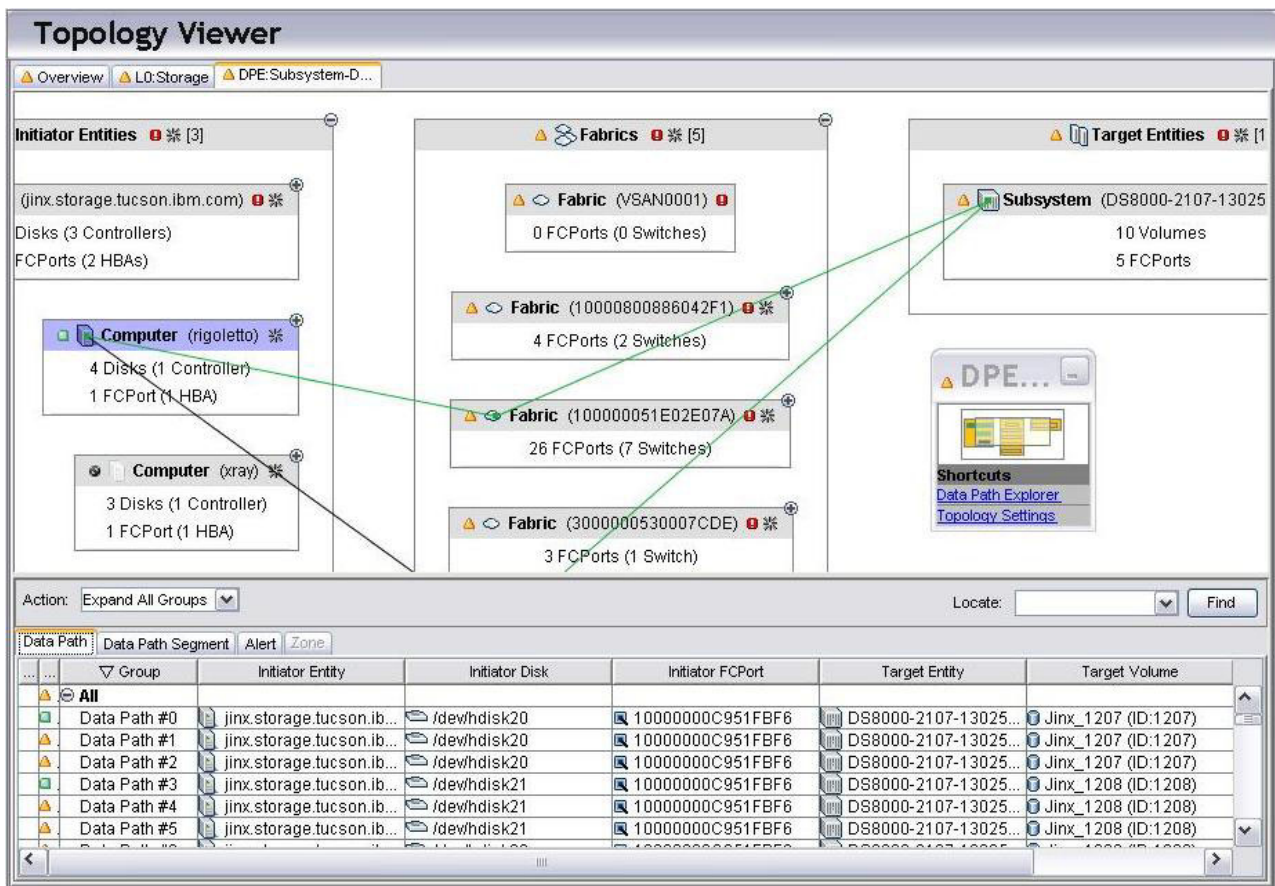 Topology Viewer
Overview L0:Storage DPE:Subsystem-D...
Initiator Entities [3]
(jinx.storage.tucson.ibm.com)
Disks (3 Controllers)
FCPorts (2 HBAs)
Computer (rigoletto)
4 Disks (1 Controller)
1 FCPort (1 HBA)
Computer (xray)
3 Disks (1 Controller)
1 FCPort (1 HBA)
Fabrics [5]
Fabric (VSAN0001)
0 FCPorts (0 Switches)
Fabric (10000800886042F1)
4 FCPorts (2 Switches)
Fabric (100000051E02E07A)
26 FCPorts (7 Switches)
Fabric (3000000530007CDE)
3 FCPorts (1 Switch)
Target Entities [1
Subsystem (DS8000-2107-13025
10 Volumes
5 FCPorts
DPE...
Shortcuts
Data Path Explorer
Topology Settings
Action: Expand All Groups Locate: Find
Data Path Data Path Segment Alert Zone
... ... Group Initiator Entity Initiator Disk Initiator FCPort Target Entity Target Volume
All
Data Path #0 jinx.storage.tucson.ib... /dev/hdisk20 10000000C951FBF6 DS8000-2107-13025... Jinx_1207 (ID:1207)
Data Path #1 jinx.storage.tucson.ib... /dev/hdisk20 10000000C951FBF6 DS8000-2107-13025... Jinx_1207 (ID:1207)
Data Path #2 jinx.storage.tucson.ib... /dev/hdisk20 10000000C951FBF6 DS8000-2107-13025... Jinx_1207 (ID:1207)
Data Path #3 jinx.storage.tucson.ib... /dev/hdisk21 10000000C951FBF6 DS8000-2107-13025... Jinx_1208 (ID:1208)
Data Path #4 jinx.storage.tucson.ib... /dev/hdisk21 10000000C951FBF6 DS8000-2107-13025... Jinx_1208 (ID:1208)
Data Path #5 jinx.storage.tucson.ib... /dev/hdisk21 10000000C951FBF6 DS8000-2107-13025... Jinx_1208 (ID:1208)